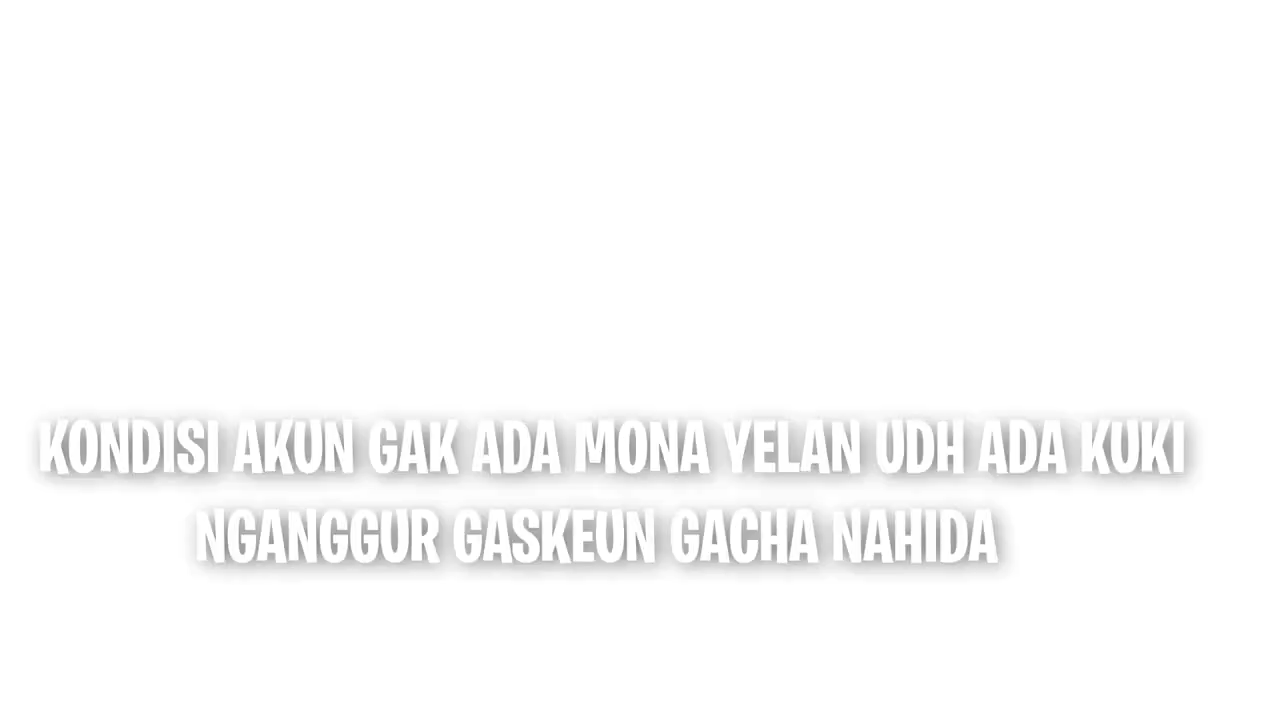 KONDISI AKUN GAK ADA MONA YELAN UDH ADA KUKI
NGANGGUR GASKEUN GACHA NAHIDA